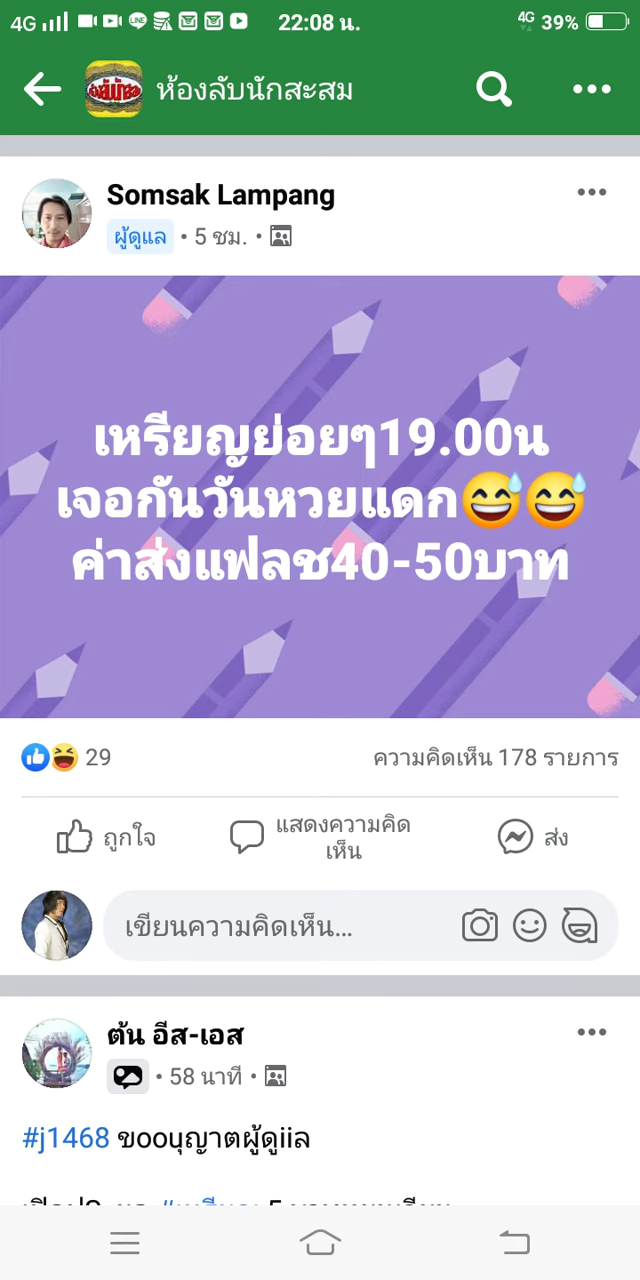 4G 22:08 น. 4G 39%
ห้องลับนักสะสม
Somsak Lampang
ผู้ดูแล • 5 ชม. •
เหรียญย่อยๆ19.00น
เจอกันวันหวยแดก😅😅
ค่าส่งแฟลช40-50บาท
29 ความคิดเห็น 178 รายการ
ถูกใจ
แสดงความคิด
เห็น
ส่ง
เขียนความคิดเห็น...
ต้น อีส-เอส
• 58 นาที •
#j1468 ขออนุญาตผู้ดูแล